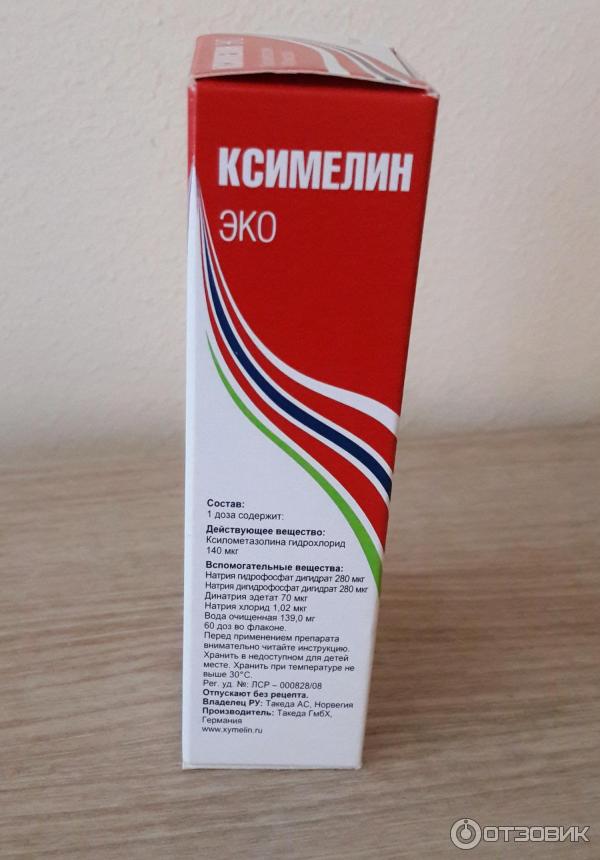 КСИМЕЛИН
ЭКО
Состав:
1 доза содержит:
Действующее вещество:
Ксилометазолина гидрохлорид
140 мкг
Вспомогательные вещества:
Натрия гидрофосфат дигидрат 280 мкг
Натрия дигидрофосфат дигидрат 280 мкг
Динатрия эдетат 70 мкг
Натрия хлорид 1,02 мкг
Вода очищенная 139,0 мг
60 доз во флаконе.
Перед применением препарата
внимательно читайте инструкцию.
Хранить в недоступном для детей
месте. Хранить при температуре не
выше 30°С.
Рег. уд. №: ЛСР – 000828/08
Отпускают без рецепта.
Владелец РУ: Такеда АС, Норвегия
Производитель: Такеда ГмбХ,
Германия
www.xymelin.ru
ОТЗОВИК